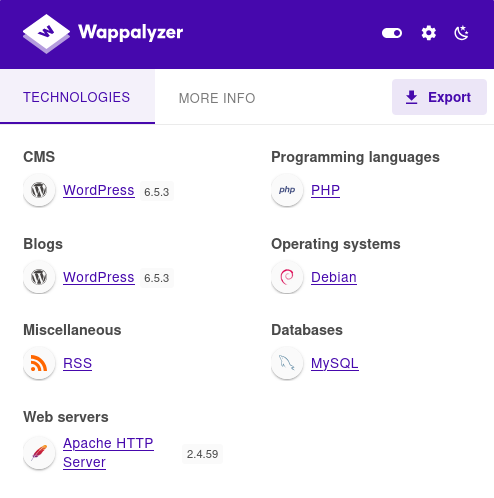 Wappalyzer
TECHNOLOGIES
MORE INFO
Export
CMS
WordPress 6.5.3
Blogs
WordPress 6.5.3
Miscellaneous
RSS
Web servers
Apache HTTP
Server
2.4.59
Programming languages
php PHP
Operating systems
Debian
Databases
MySQL